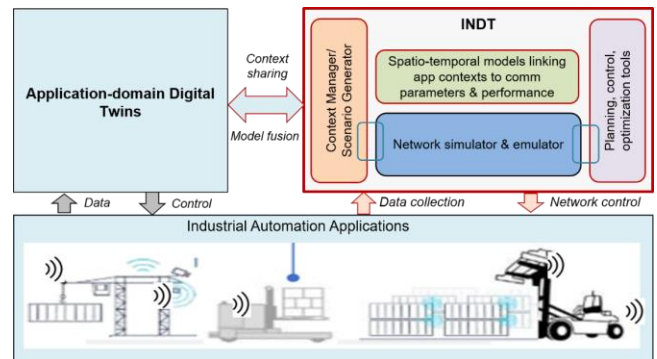 INDT
Application-domain Digital
Twins
Context
sharing
Model fusion
Context Manager/
Scenario Generator
Spatio-temporal models linking
app contexts to comm
parameters & performance
Network simulator & emulator
Planning, control,
optimization tools
Data
Control
Data collection
Network control
Industrial Automation Applications